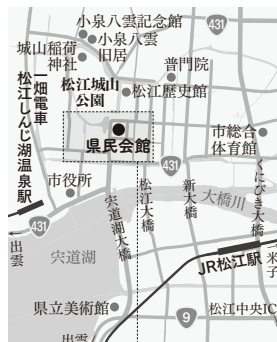 小泉八雲記念館
小泉八雲
旧居
431
城山稲荷
神社
普門院
松江城山
公園
松江歴史館
一畑電車
松江しんじ湖温泉駅
県民会館
市総合
体育館
431
市役所
宍道湖大橋
松江大橋
新大橋
大橋川
くにびき大橋
431
←出雲
宍道湖
JR松江駅
米子→
県立美術館
松江中央IC
9
出雲